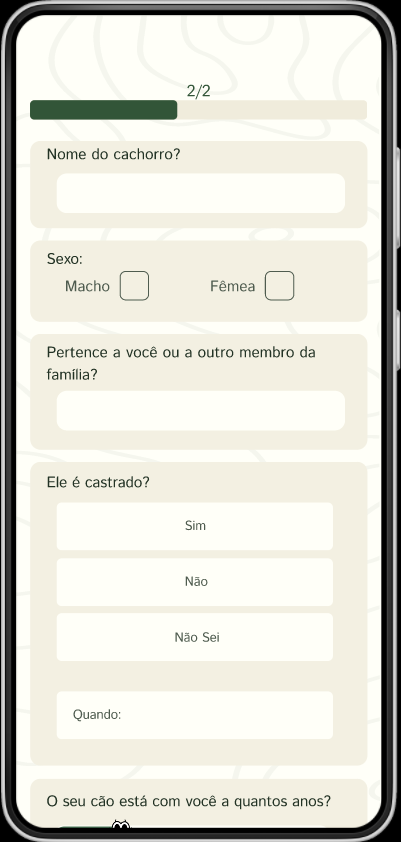 2/2
Nome do cachorro?
Sexo:
Macho Fêmea
Pertence a você ou a outro membro da
família?
Ele é castrado?
Sim
Não
Não Sei
Quando:
O seu cão está com você a quantos anos?